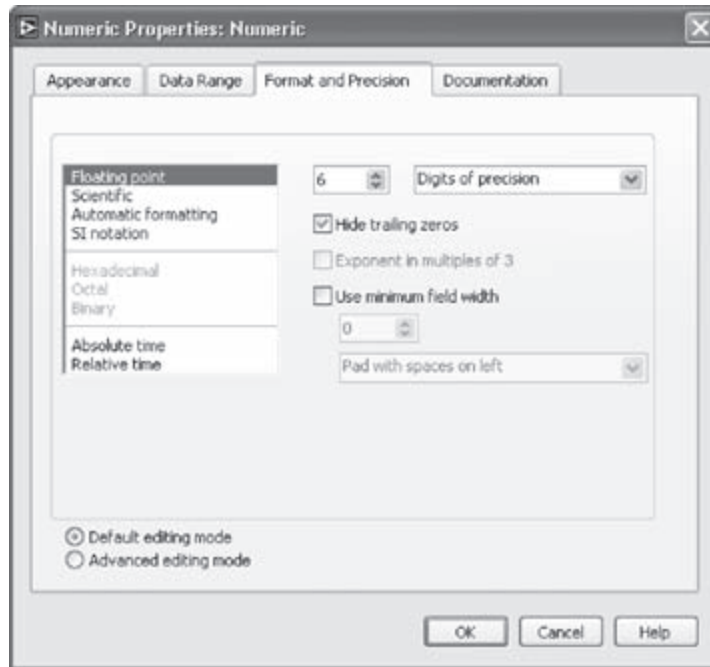 Numeric Properties: Numeric
Appearance Data Range Format and Precision Documentation
Floating point
Scientific
Automatic formatting
SI notation
Hexadecimal
Octal
Binary
Absolute time
Relative time
6 Digits of precision
Hide trailing zeros
Exponent in multiples of 3
Use minimum field width
0
Pad with spaces on left
Default editing mode
Advanced editing mode
OK Cancel Help